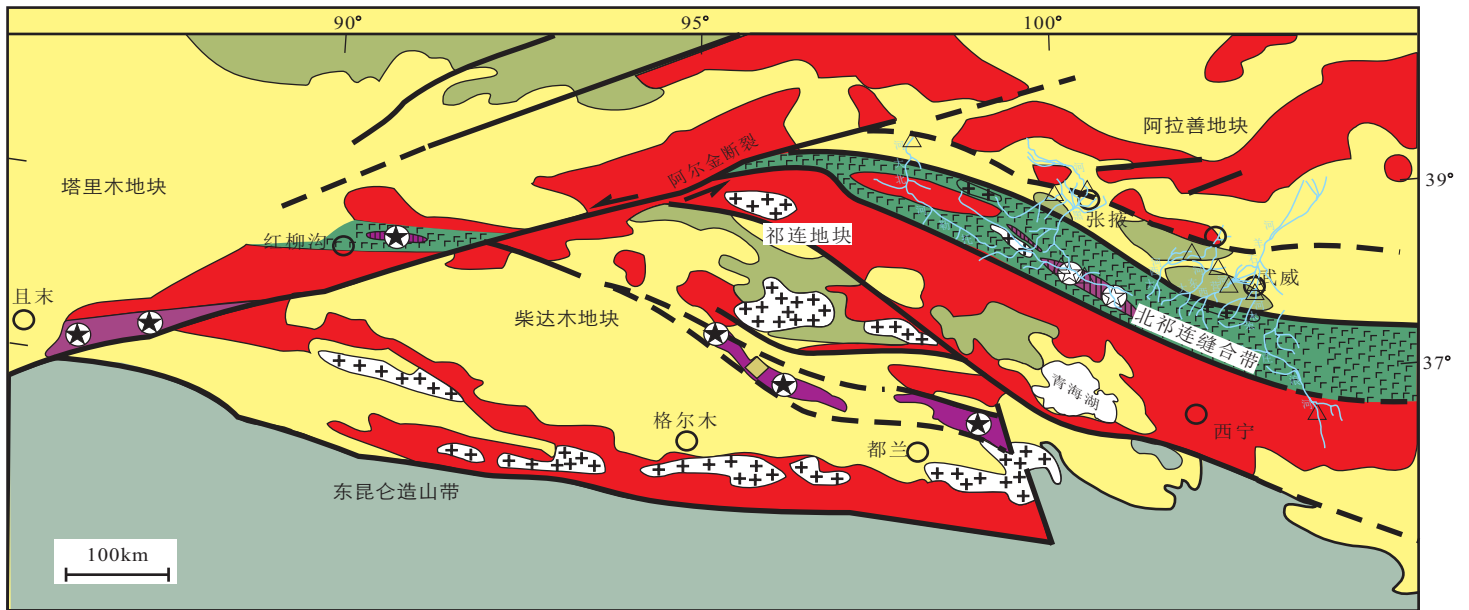 90°
95°
100°
阿拉善地块
阿尔金断裂
39°
塔里木地块
张掖
红柳沟
祁连地块
武威
且末
柴达木地块
北祁连缝合带
37°
青海湖
格尔木
西宁
都兰
东昆仑造山带
100km